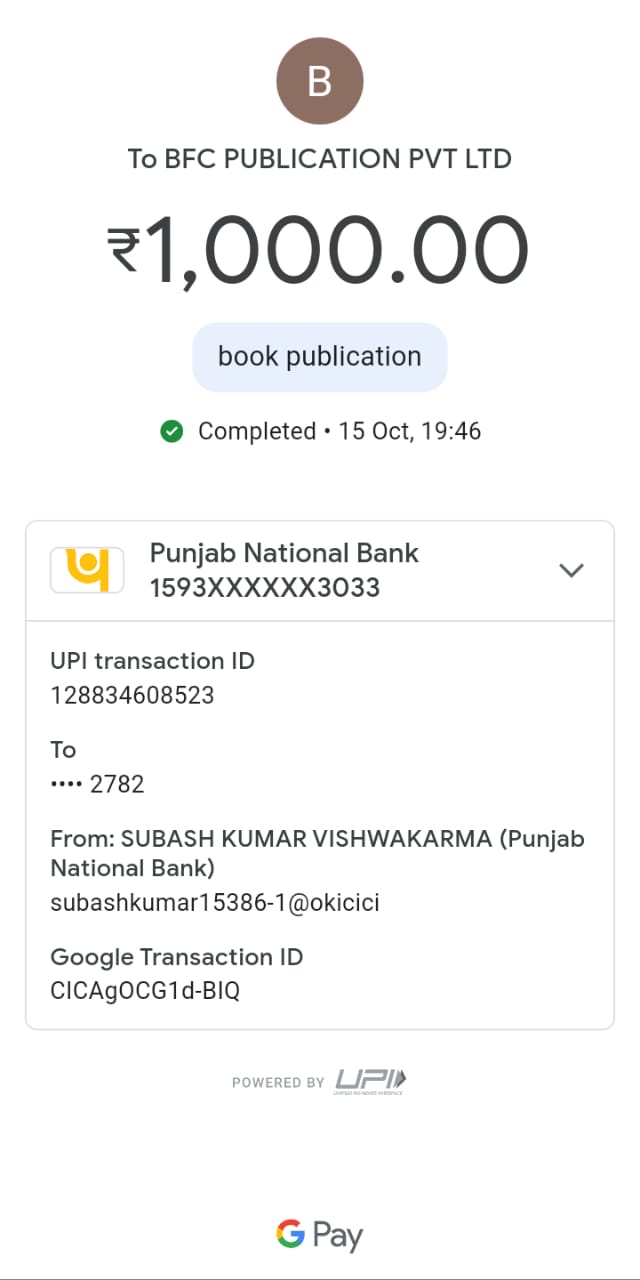 B
To BFC PUBLICATION PVT LTD
₹1,000.00
book publication
Completed • 15 Oct, 19:46
Punjab National Bank
1593XXXXXX3033
UPI transaction ID
128834608523
To
•••• 2782
From: SUBASH KUMAR VISHWAKARMA (Punjab
National Bank)
subashkumar15386-1@okicici
Google Transaction ID
CICAgOCG1d-BIQ
POWERED BY UPI
UNIFIED PAYMENTS INTERFACE
G Pay